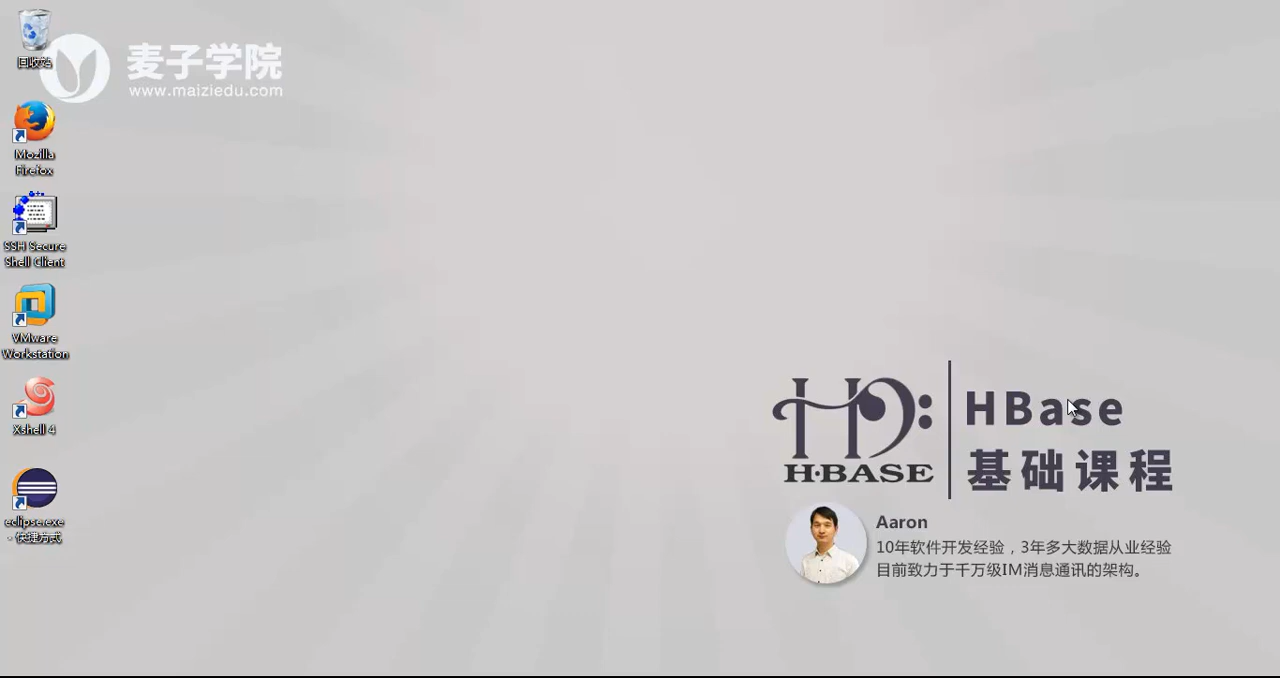 回收站
麦子学院
www.maiziedu.com
Mozilla
Firefox
SSH Secure
Shell Client
VMware
Workstation
Xshell 4
eclipse.exe
- 快捷方式
H·BASE
HBase
基础课程
Aaron
10年软件开发经验，3年多大数据从业经验
目前致力于千万级IM消息通讯的架构。